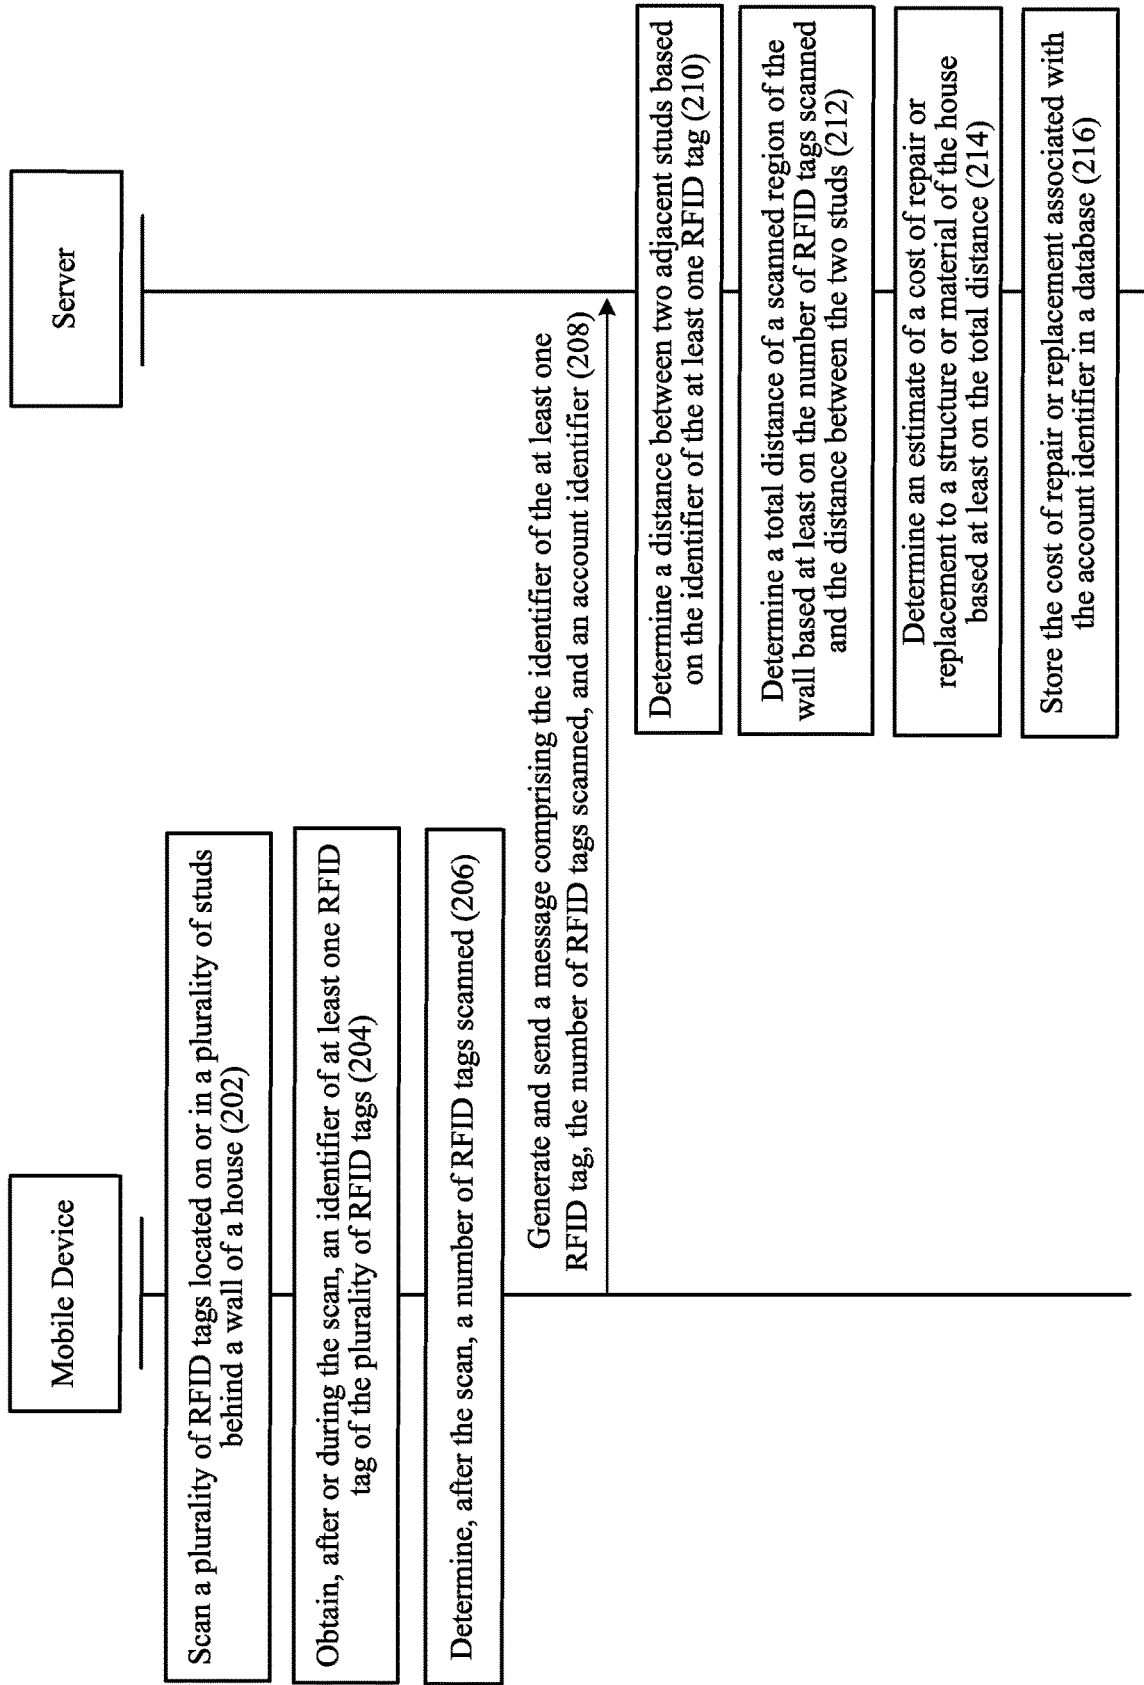 Mobile Device
Server
Scan a plurality of RFID tags located on or in a plurality of studs
behind a wall of a house (202)
Obtain, after or during the scan, an identifier of at least one RFID
tag of the plurality of RFID tags (204)
Determine, after the scan, a number of RFID tags scanned (206)
Generate and send a message comprising the identifier of the at least one
RFID tag, the number of RFID tags scanned, and an account identifier (208)
Determine a distance between two adjacent studs based
on the identifier of the at least one RFID tag (210)
Determine a total distance of a scanned region of the
wall based at least on the number of RFID tags scanned
and the distance between the two studs (212)
Determine an estimate of a cost of repair or
replacement to a structure or material of the house
based at least on the total distance (214)
Store the cost of repair or replacement associated with
the account identifier in a database (216)